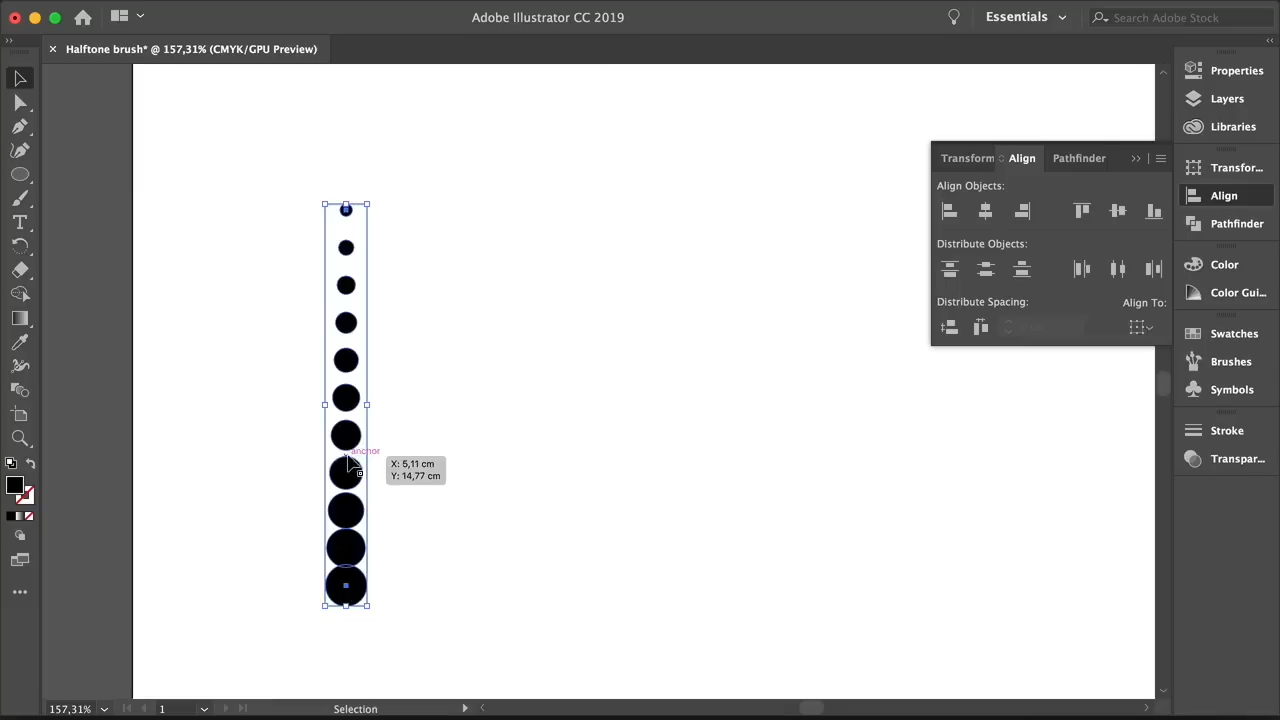 Adobe Illustrator CC 2019
Essentials
Search Adobe Stock
Halftone brush* @ 157,31% (CMYK/GPU Preview)
Properties
Layers
Libraries
Transfor...
Align
Pathfinder
Color
Color Gui...
Swatches
Brushes
Symbols
Stroke
Transpar...
Transform
Align
Pathfinder
Align Objects:
Distribute Objects:
Distribute Spacing:
Align To:
anchor
X: 5,11 cm
Y: 14,77 cm
157,31%
1
Selection